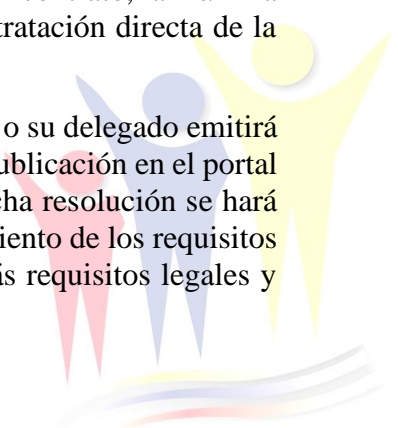 tratación directa de la
o su delegado emitirá
ublicación en el portal
cha resolución se hará
iento de los requisitos
ás requisitos legales y